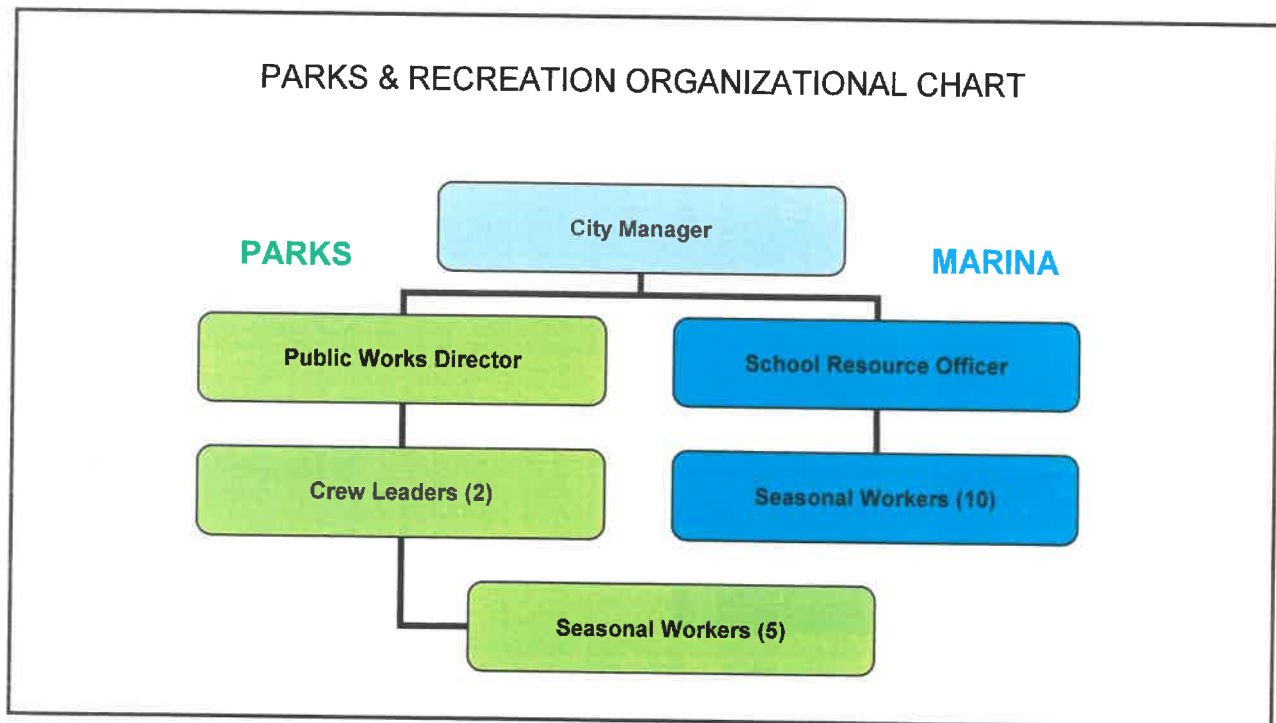 PARKS & RECREATION ORGANIZATIONAL CHART
City Manager
PARKS
MARINA
Public Works Director
School Resource Officer
Crew Leaders (2)
Seasonal Workers (10)
Seasonal Workers (5)